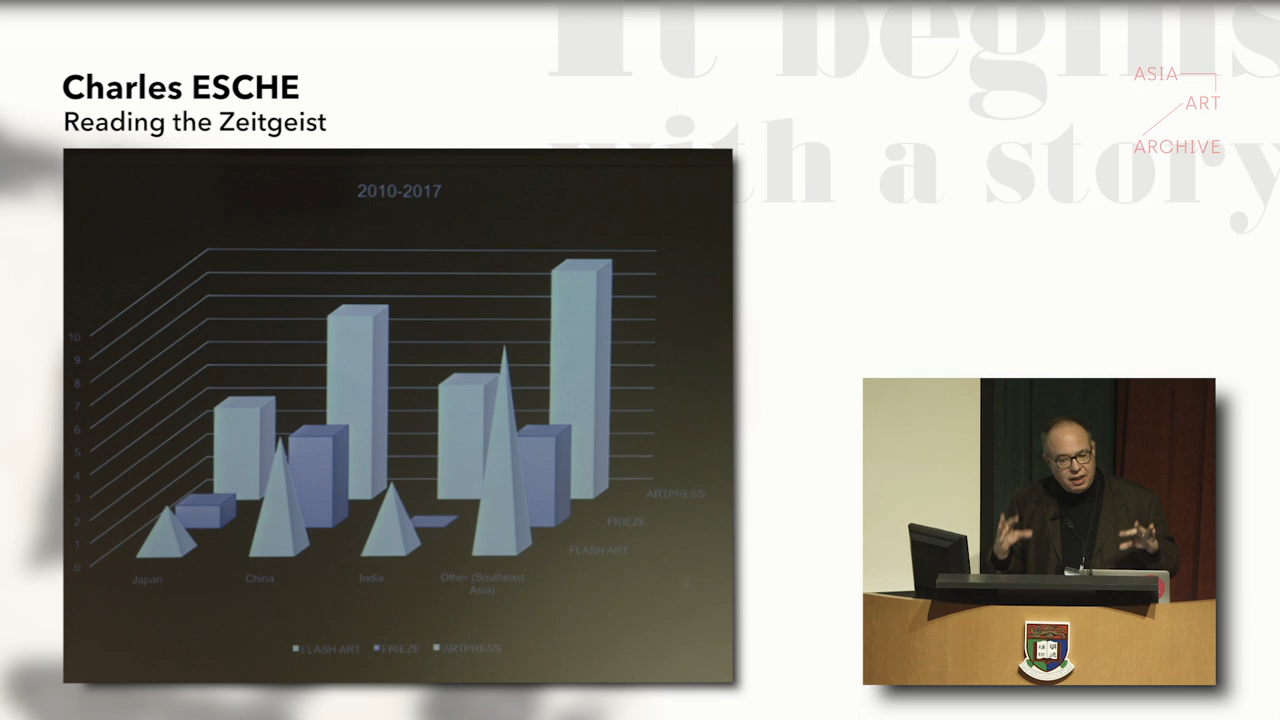 It begins
with a story
Charles ESCHE
Reading the Zeitgeist
ASIA
ART
ARCHIVE
2010-2017
10
9
8
7
6
5
4
3
2
1
0
ARTPRESS
FRIEZE
FLASH ART
Japan
China
India
Other (Southeast
Asia)
FLASH ART
FRIEZE
ARTPRESS